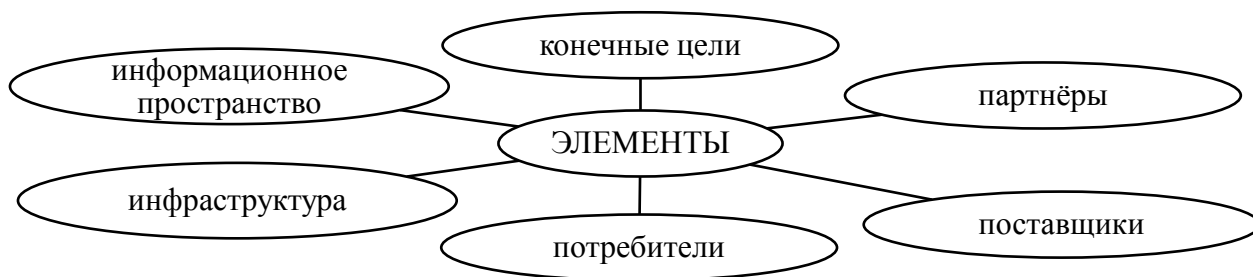 конечные цели
информационное
пространство
партнёры
ЭЛЕМЕНТЫ
инфраструктура
потребители
поставщики